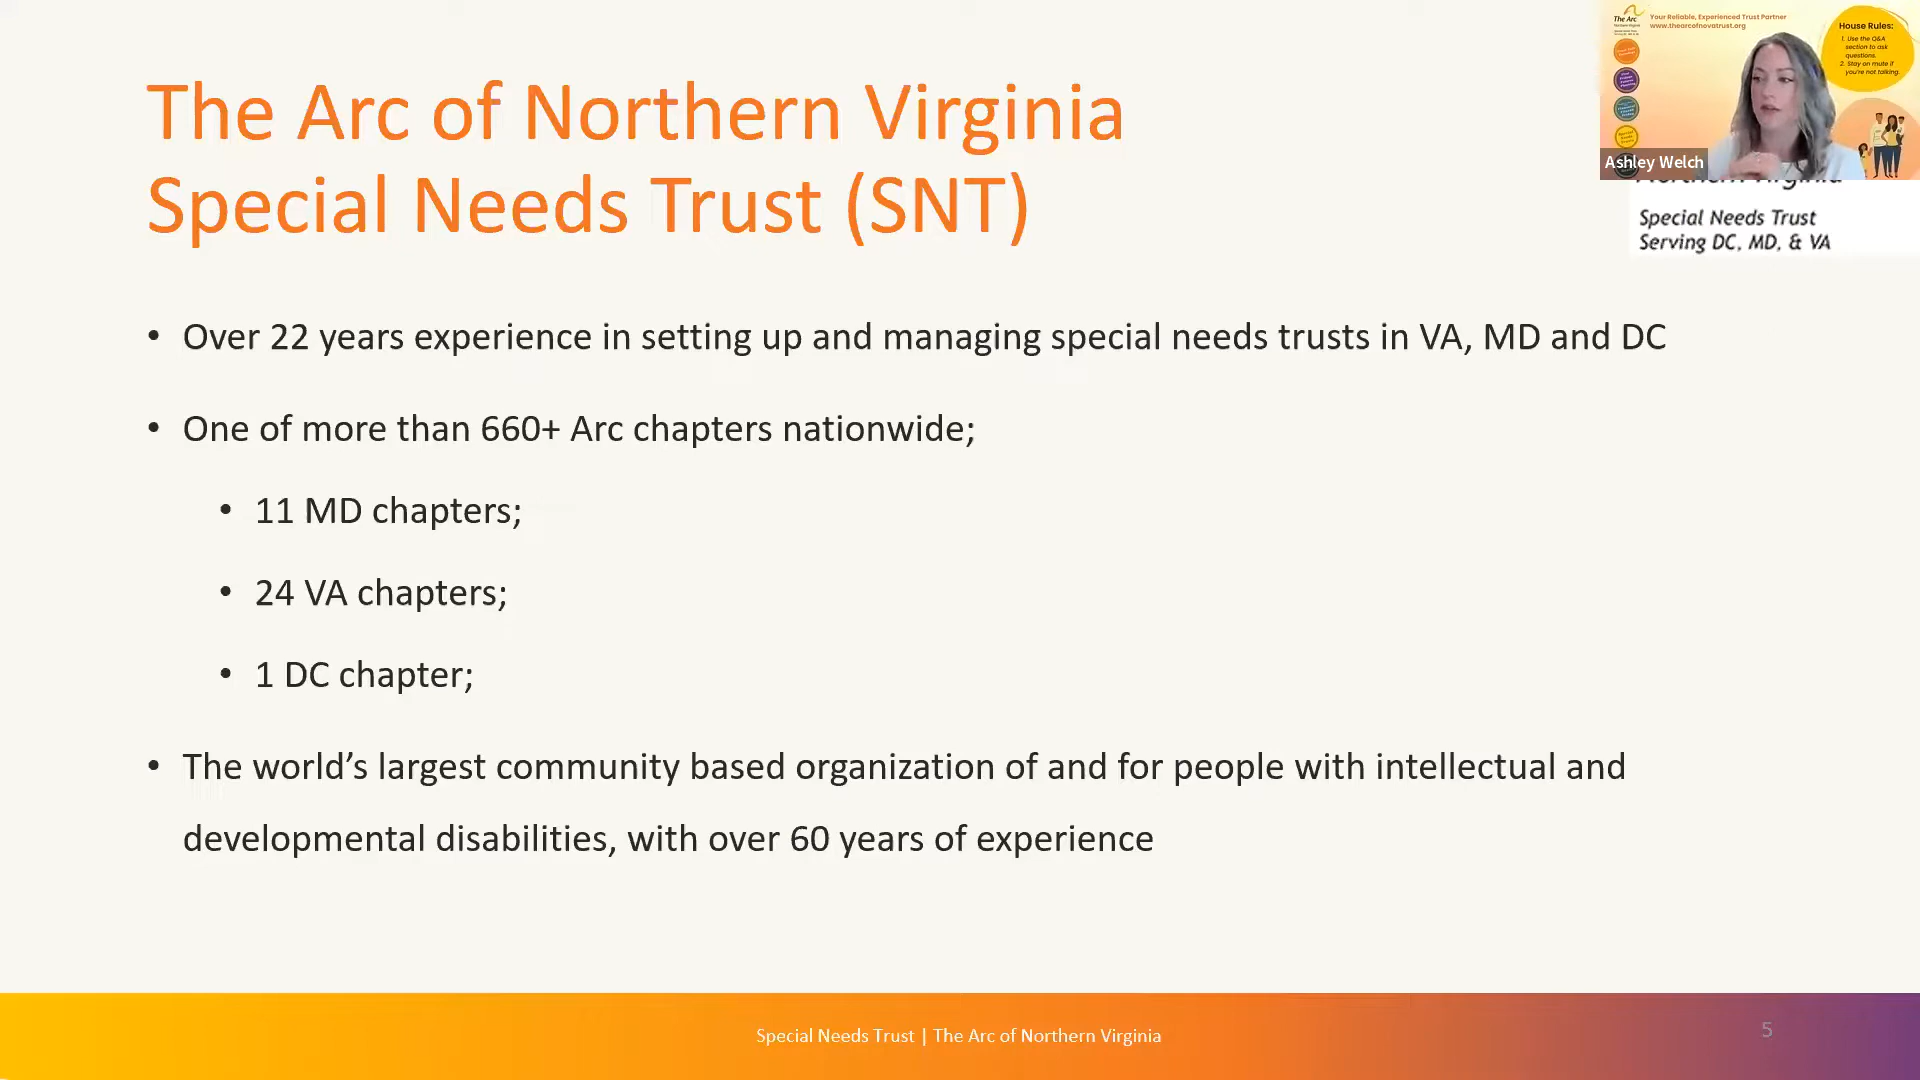 The Arc of Northern Virginia
Special Needs Trust (SNT)
The Arc
Your Reliable, Experienced Trust Partner
www.thearcofnovatrust.org
House Rules:
1. Use the Q&A
section to ask
questions.
2. Stay on mute if
you're not talking.
Ashley Welch
Northern Virginia
Special Needs Trust
Serving DC, MD, & VA
• Over 22 years experience in setting up and managing special needs trusts in VA, MD and DC
• One of more than 660+ Arc chapters nationwide;
• 11 MD chapters;
• 24 VA chapters;
• 1 DC chapter;
• The world’s largest community based organization of and for people with intellectual and
developmental disabilities, with over 60 years of experience
Special Needs Trust | The Arc of Northern Virginia
5